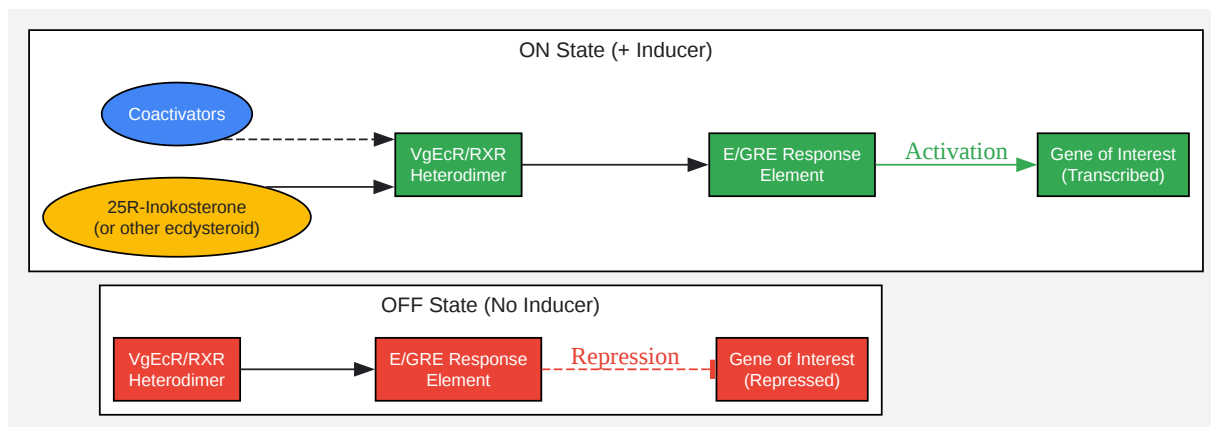 ON State (+ Inducer)
Coactivators
25R-Inokosterone
(or other ecdysteroid)
VgEcR/RXR
Heterodimer
E/GRE Response
Element
Activation
Gene of Interest
(Transcribed)
OFF State (No Inducer)
VgEcR/RXR
Heterodimer
E/GRE Response
Element
Repression
Gene of Interest
(Repressed)